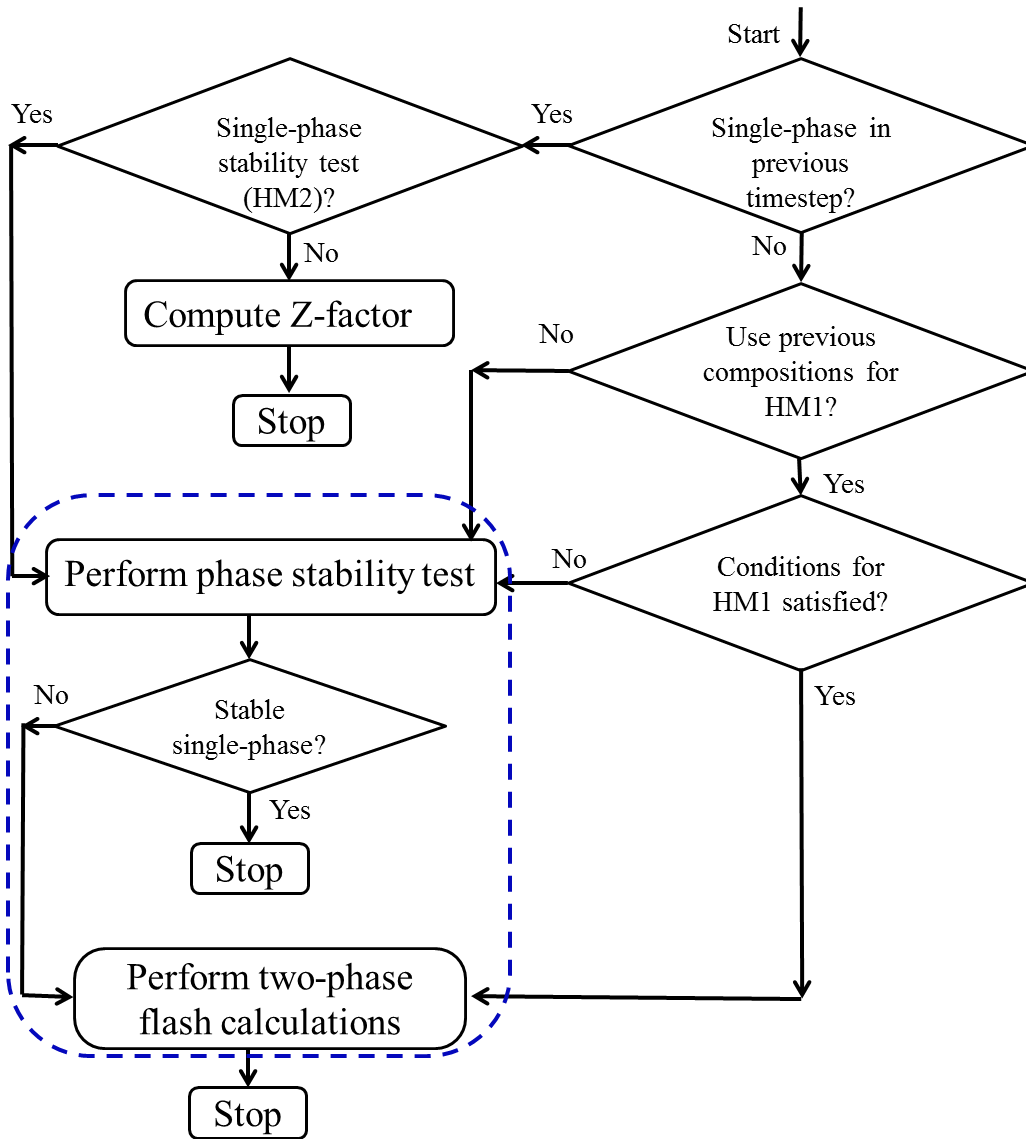 Start
Yes
Single-phase
stability test
(HM2)?
Yes
Single-phase in
previous
timestep?
No
No
Compute Z-factor
Stop
No
Use previous
compositions for
HM1?
Yes
Perform phase stability test
No
Conditions for
HM1 satisfied?
No
Stable
single-phase?
Yes
Yes
Stop
Perform two-phase
flash calculations
Stop